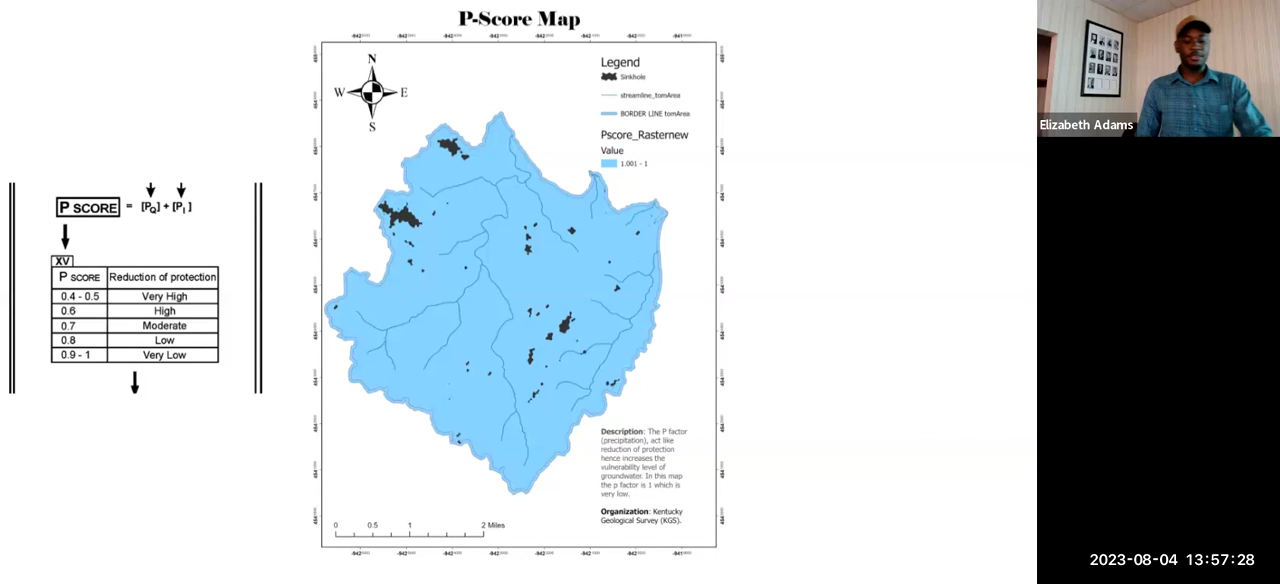 P-Score Map
N
W
E
S
Legend
Sinkhole
streamline_tomArea
BORDER LINE tomArea
Pscore_Rasternew
Value
1.001 - 1
P SCORE = [PQ] + [PI]
XV
P SCORE Reduction of protection
0.4 - 0.5 Very High
0.6 High
0.7 Moderate
0.8 Low
0.9 - 1 Very Low
Description: The P factor
(precipitation), act like
reduction of protection
hence increases the
vulnerability level of
groundwater. In this map
the p factor is 1 which is
very low.
Organization: Kentucky
Geological Survey (KGS).
0 0.5 1 2 Miles
Elizabeth Adams
2023-08-04 13:57:28